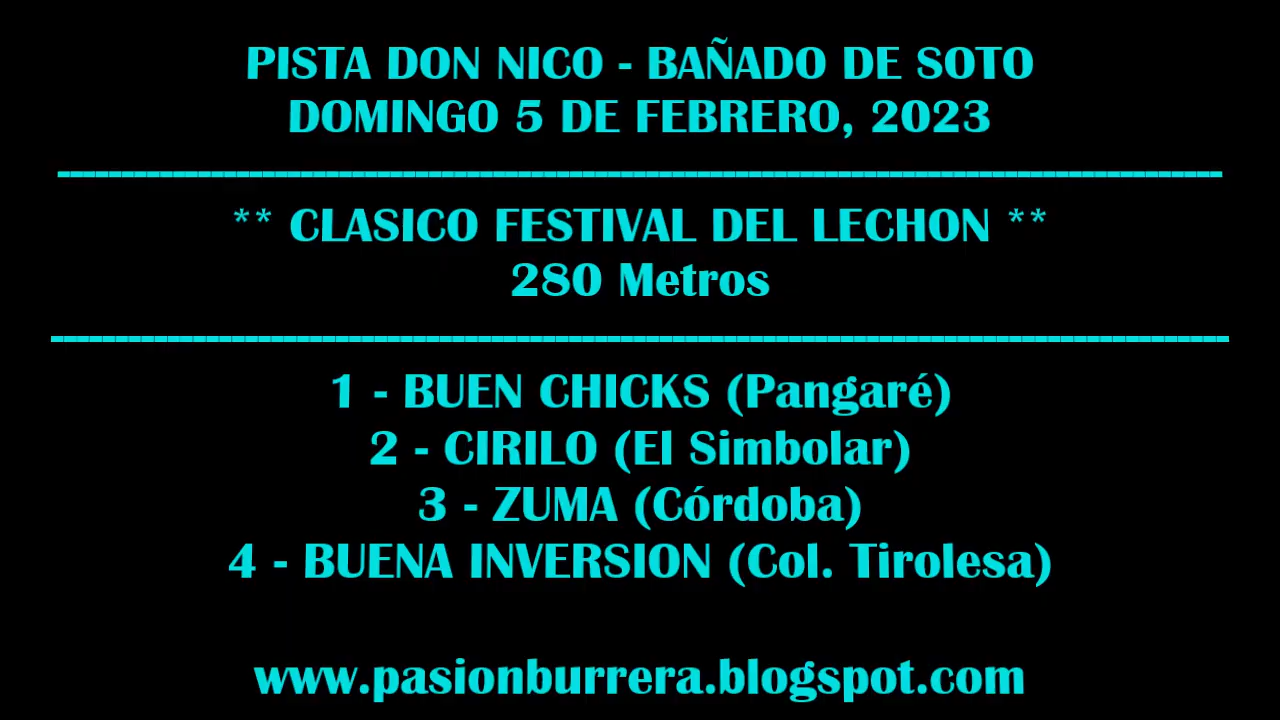 PISTA DON NICO - BAÑADO DE SOTO
DOMINGO 5 DE FEBRERO, 2023
** CLASICO FESTIVAL DEL LECHON **
280 Metros
1 - BUEN CHICKS (Pangaré)
2 - CIRILO (El Simbolar)
3 - ZUMA (Córdoba)
4 - BUENA INVERSION (Col. Tirolesa)
www.pasionburrera.blogspot.com